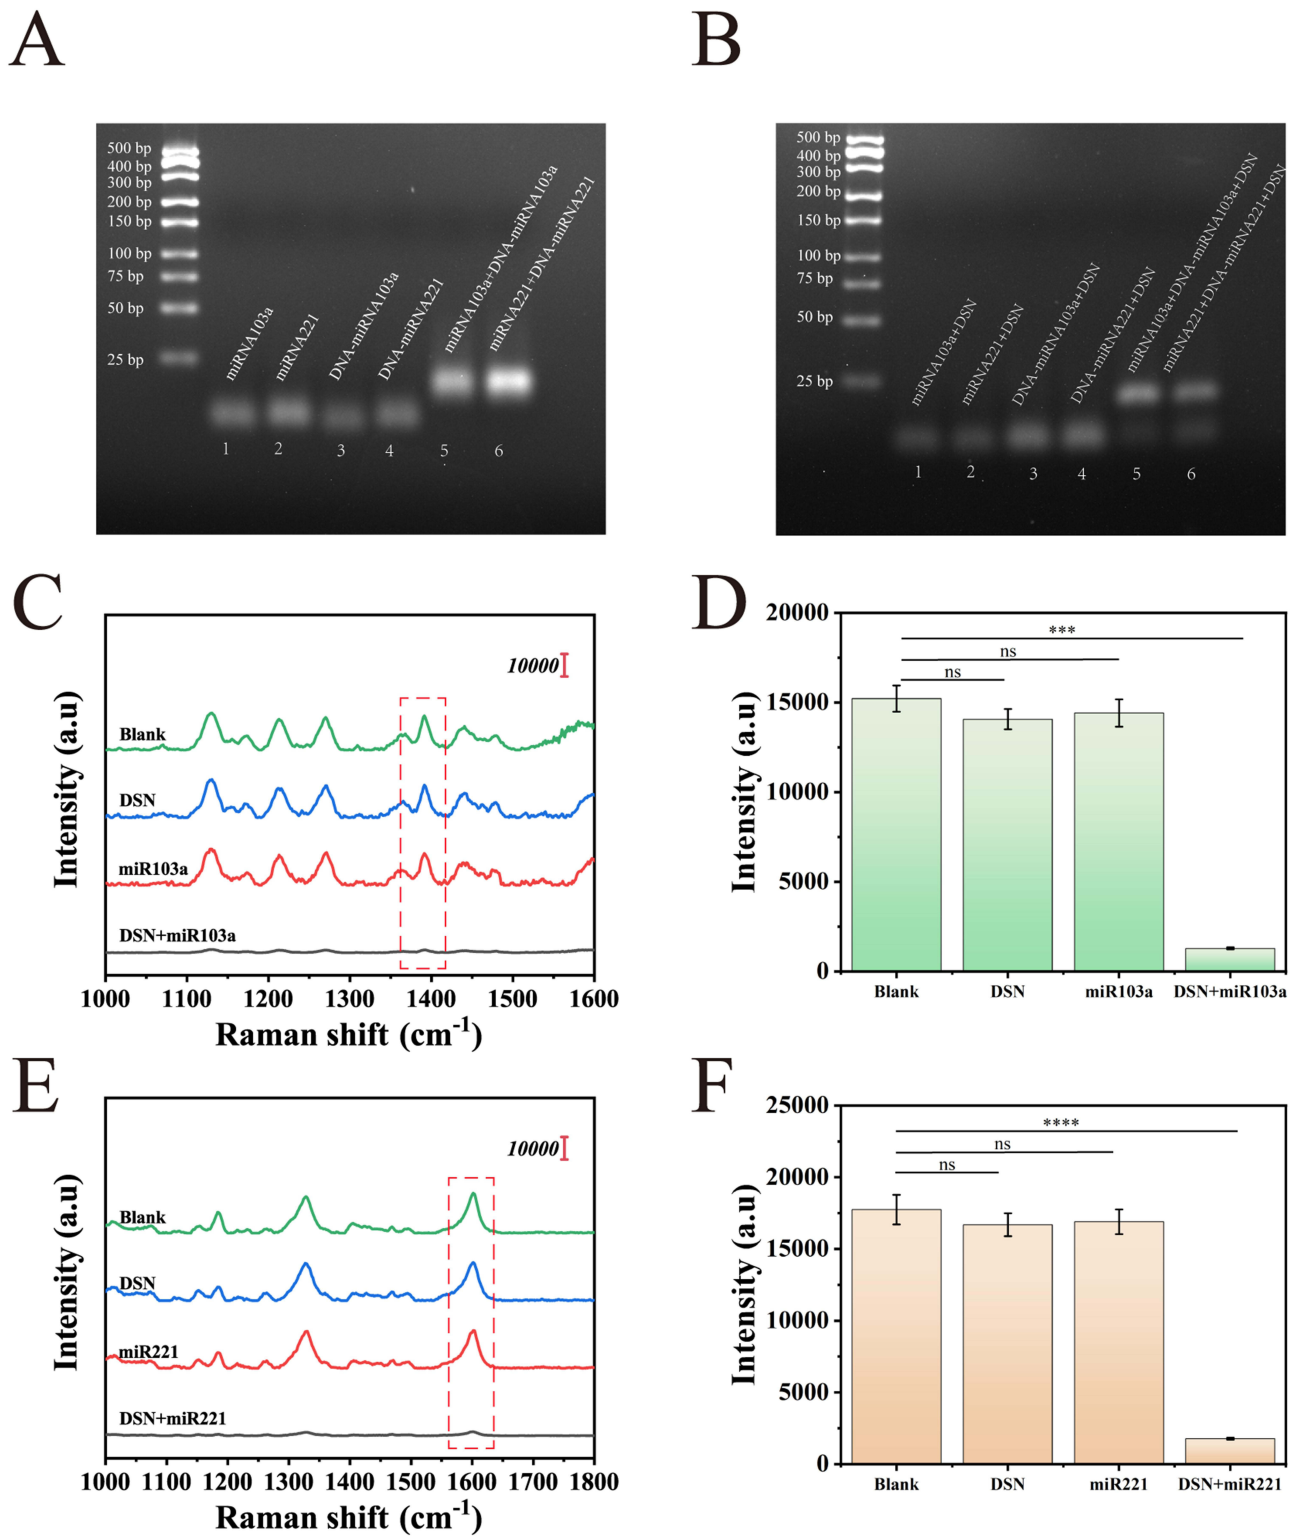 A
500 bp
400 bp
300 bp
200 bp
150 bp
100 bp
75 bp
50 bp
25 bp
miRNA103a
miRNA221
DNA-miRNA103a
DNA-miRNA221
miRNA103a+DNA-miRNA103a
miRNA221+DNA-miRNA221
1
2
3
4
5
6
B
500 bp
400 bp
300 bp
200 bp
150 bp
100 bp
75 bp
50 bp
25 bp
miRNA103a+DSN
miRNA221+DSN
DNA-miRNA103a+DSN
DNA-miRNA221+DSN
miRNA103a+DNA-miRNA103a+DSN
miRNA221+DNA-miRNA221+DSN
1
2
3
4
5
6
C
Intensity (a.u)
10000
Blank
DSN
miR103a
DSN+miR103a
1000 1100 1200 1300 1400 1500 1600
Raman shift (cm⁻¹)
D
Intensity (a.u)
20000
15000
10000
5000
0
***
ns
ns
Blank DSN miR103a DSN+miR103a
E
Intensity (a.u)
10000
Blank
DSN
miR221
DSN+miR221
1000 1100 1200 1300 1400 1500 1600 1700 1800
Raman shift (cm⁻¹)
F
Intensity (a.u)
25000
20000
15000
10000
5000
0
****
ns
ns
Blank DSN miR221 DSN+miR221